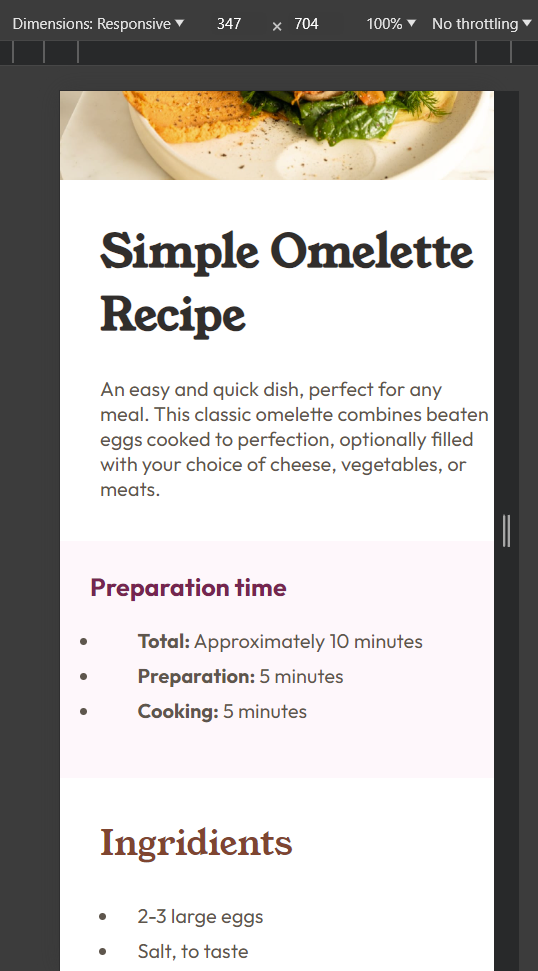 Dimensions: Responsive ▼ 347 × 704 100% ▼ No throttling ▼
Simple Omelette
Recipe
An easy and quick dish, perfect for any
meal. This classic omelette combines beaten
eggs cooked to perfection, optionally filled
with your choice of cheese, vegetables, or
meats.
Preparation time
• Total: Approximately 10 minutes
• Preparation: 5 minutes
• Cooking: 5 minutes
Ingridients
• 2-3 large eggs
• Salt, to taste